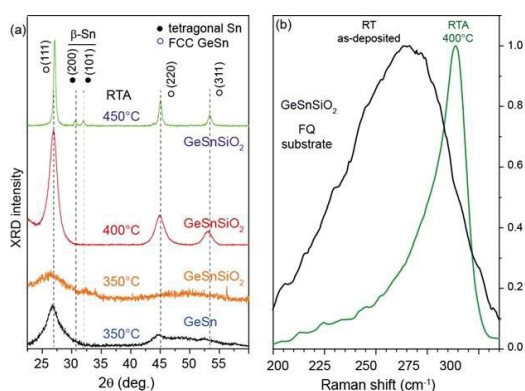 (a)
β-Sn
● tetragonal Sn
○ FCC GeSn
○(111)
●(200)
●(101)
○(220)
○(311)
RTA
450°C
GeSnSiO₂
400°C
GeSnSiO₂
350°C
GeSnSiO₂
350°C
GeSn
XRD intensity
25 30 35 40 45 50 55
2θ (deg.)
(b)
RT
as-deposited
RTA
400°C
GeSnSiO₂
FQ
substrate
1.0
0.8
0.6
0.4
0.2
0.0
200 225 250 275 300 325
Raman shift (cm⁻¹)